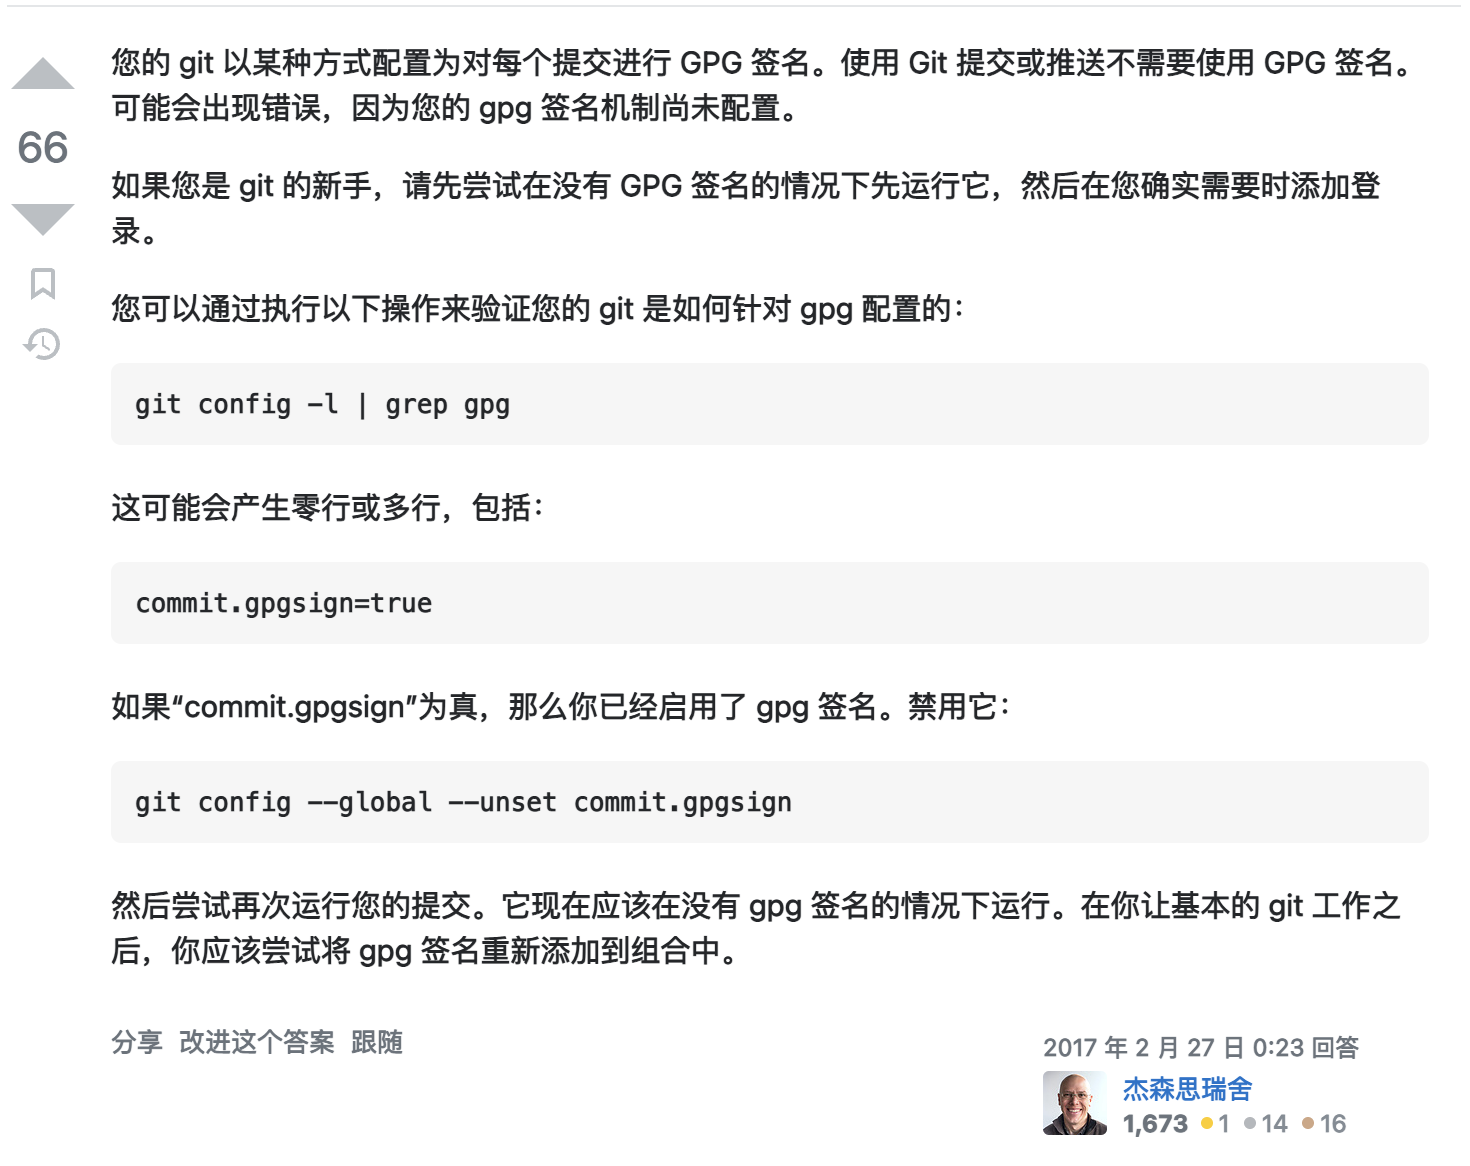 您的 git 以某种方式配置为对每个提交进行 GPG 签名。使用 Git 提交或推送不需要使用 GPG 签名。
可能会出现错误，因为您的 gpg 签名机制尚未配置。
66
如果您是 git 的新手，请先尝试在没有 GPG 签名的情况下先运行它，然后在您确实需要时添加登
录。
您可以通过执行以下操作来验证您的 git 是如何针对 gpg 配置的：
git config -l | grep gpg
这可能会产生零行或多行，包括：
commit.gpgsign=true
如果“commit.gpgsign”为真，那么你已经启用了 gpg 签名。禁用它：
git config --global --unset commit.gpgsign
然后尝试再次运行您的提交。它现在应该在没有 gpg 签名的情况下运行。在你让基本的 git 工作之
后，你应该尝试将 gpg 签名重新添加到组合中。
分享 改进这个答案 跟随
2017 年 2 月 27 日 0:23 回答
杰森思瑞舍
1,673 1 14 16